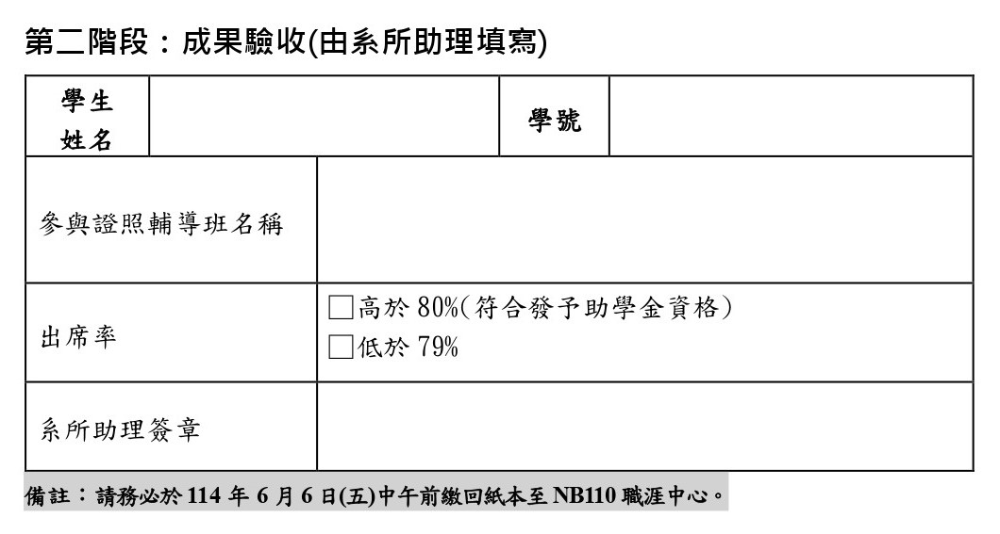 第二階段：成果驗收(由系所助理填寫)
學生
姓名
學號
參與證照輔導班名稱
出席率
□高於 80%(符合發予助學金資格)
□低於 79%
系所助理簽章
備註：請務必於 114 年 6 月 6 日(五)中午前繳回紙本至 NB110 職涯中心。